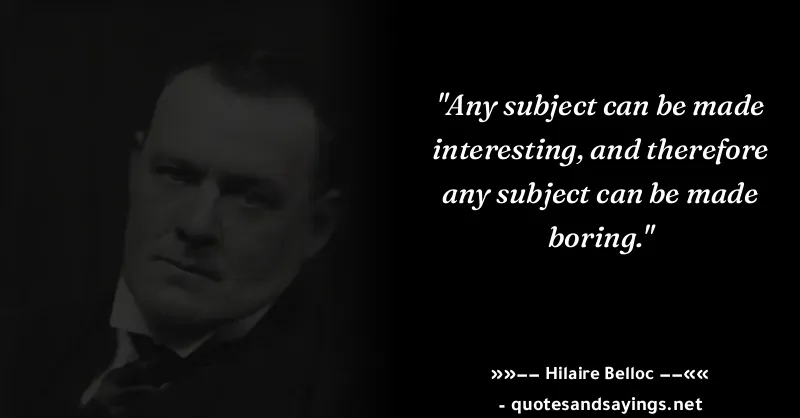 "Any subject can be made
interesting, and therefore
any subject can be made
boring."
»»–– Hilaire Belloc ––««
- quotesandsayings.net